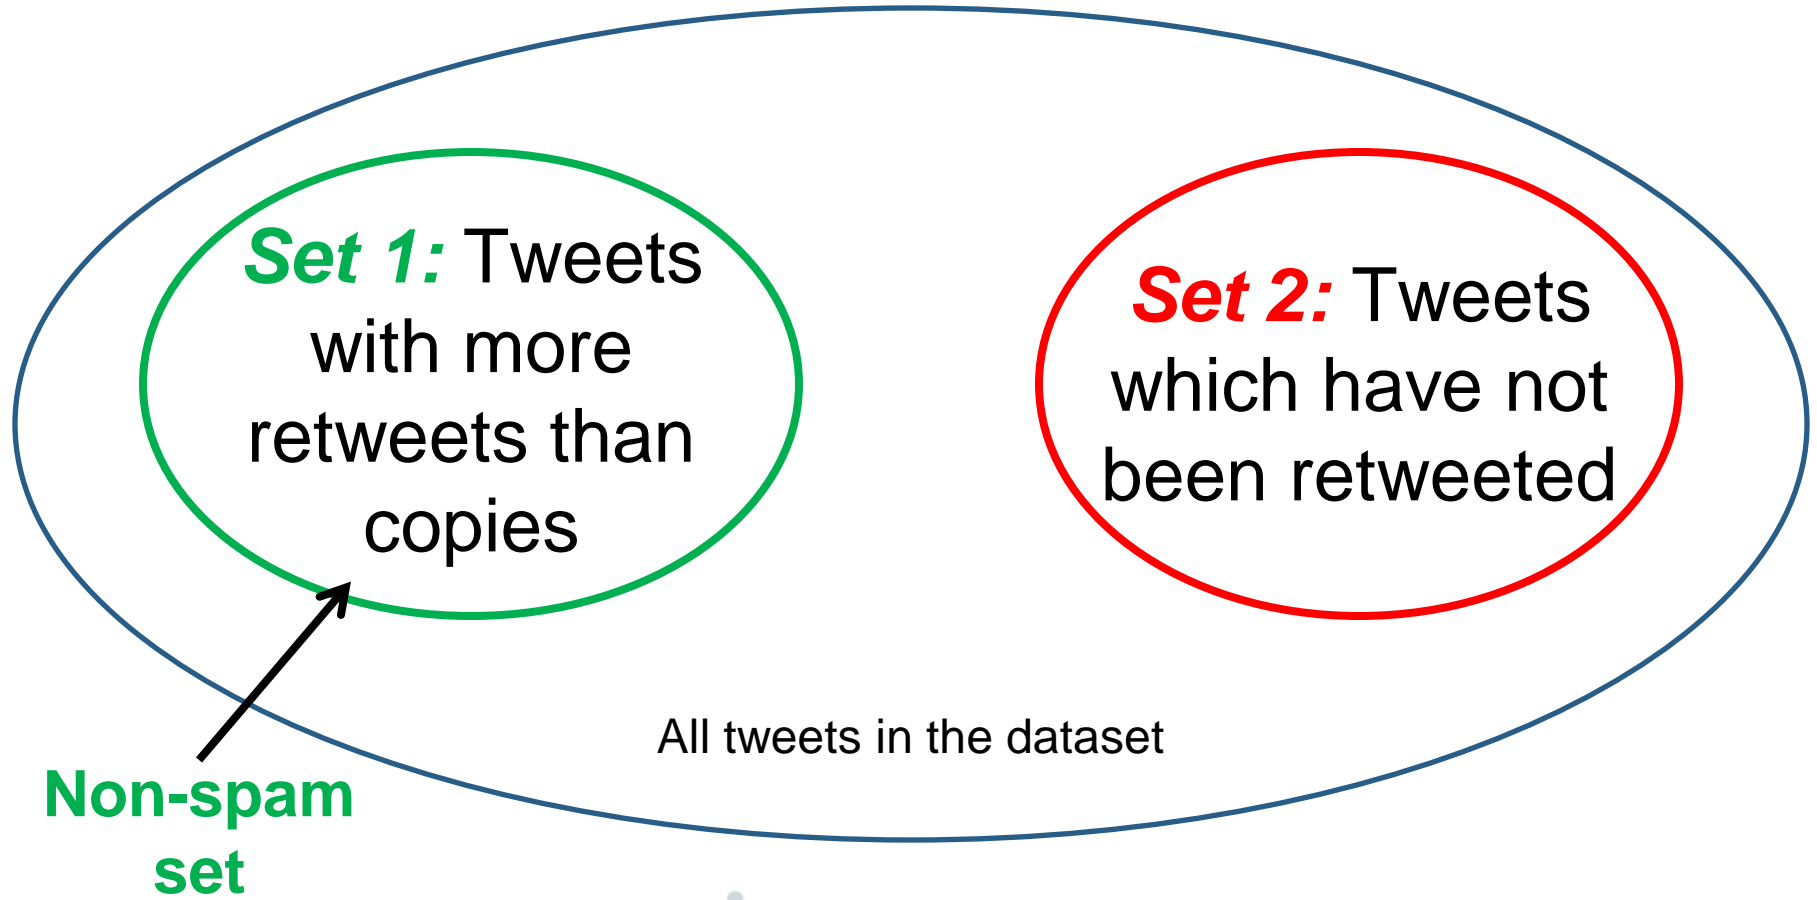 Set 1: Tweets
with more
retweets than
copies
Set 2: Tweets
which have not
been retweeted
All tweets in the dataset
Non-spam
set